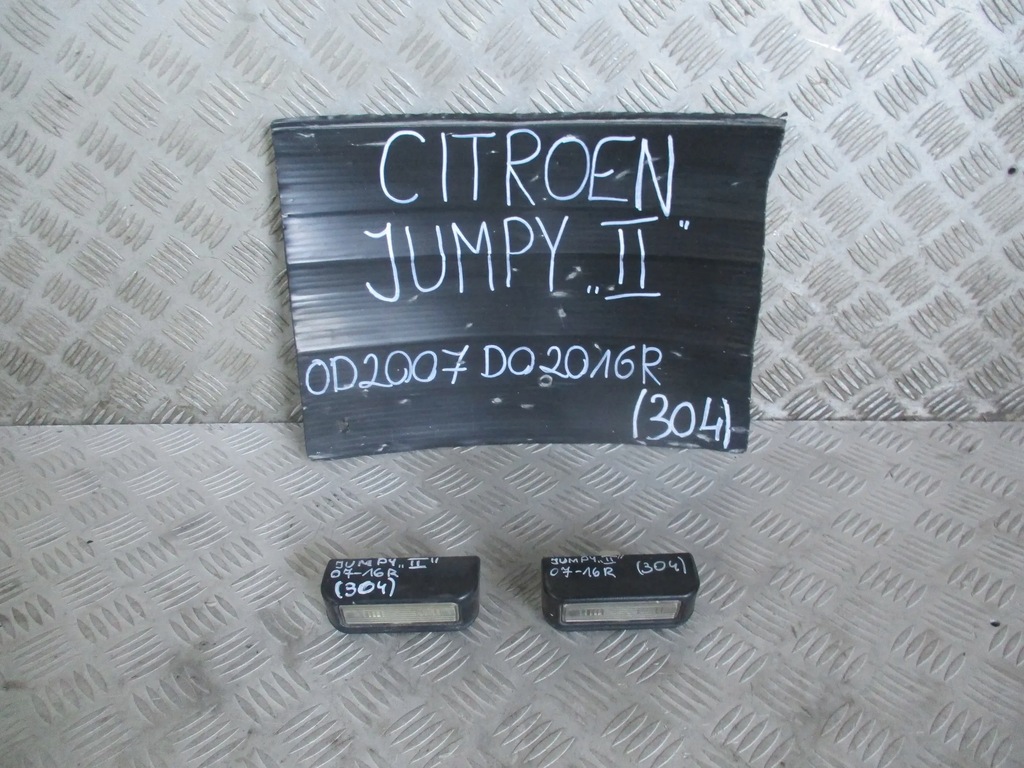 CITROEN
JUMPY „II"
OD2007 DO2016R
(304)
JUMPY„II"
07-16R
(304)
JUMPY„II"
07-16R (304)